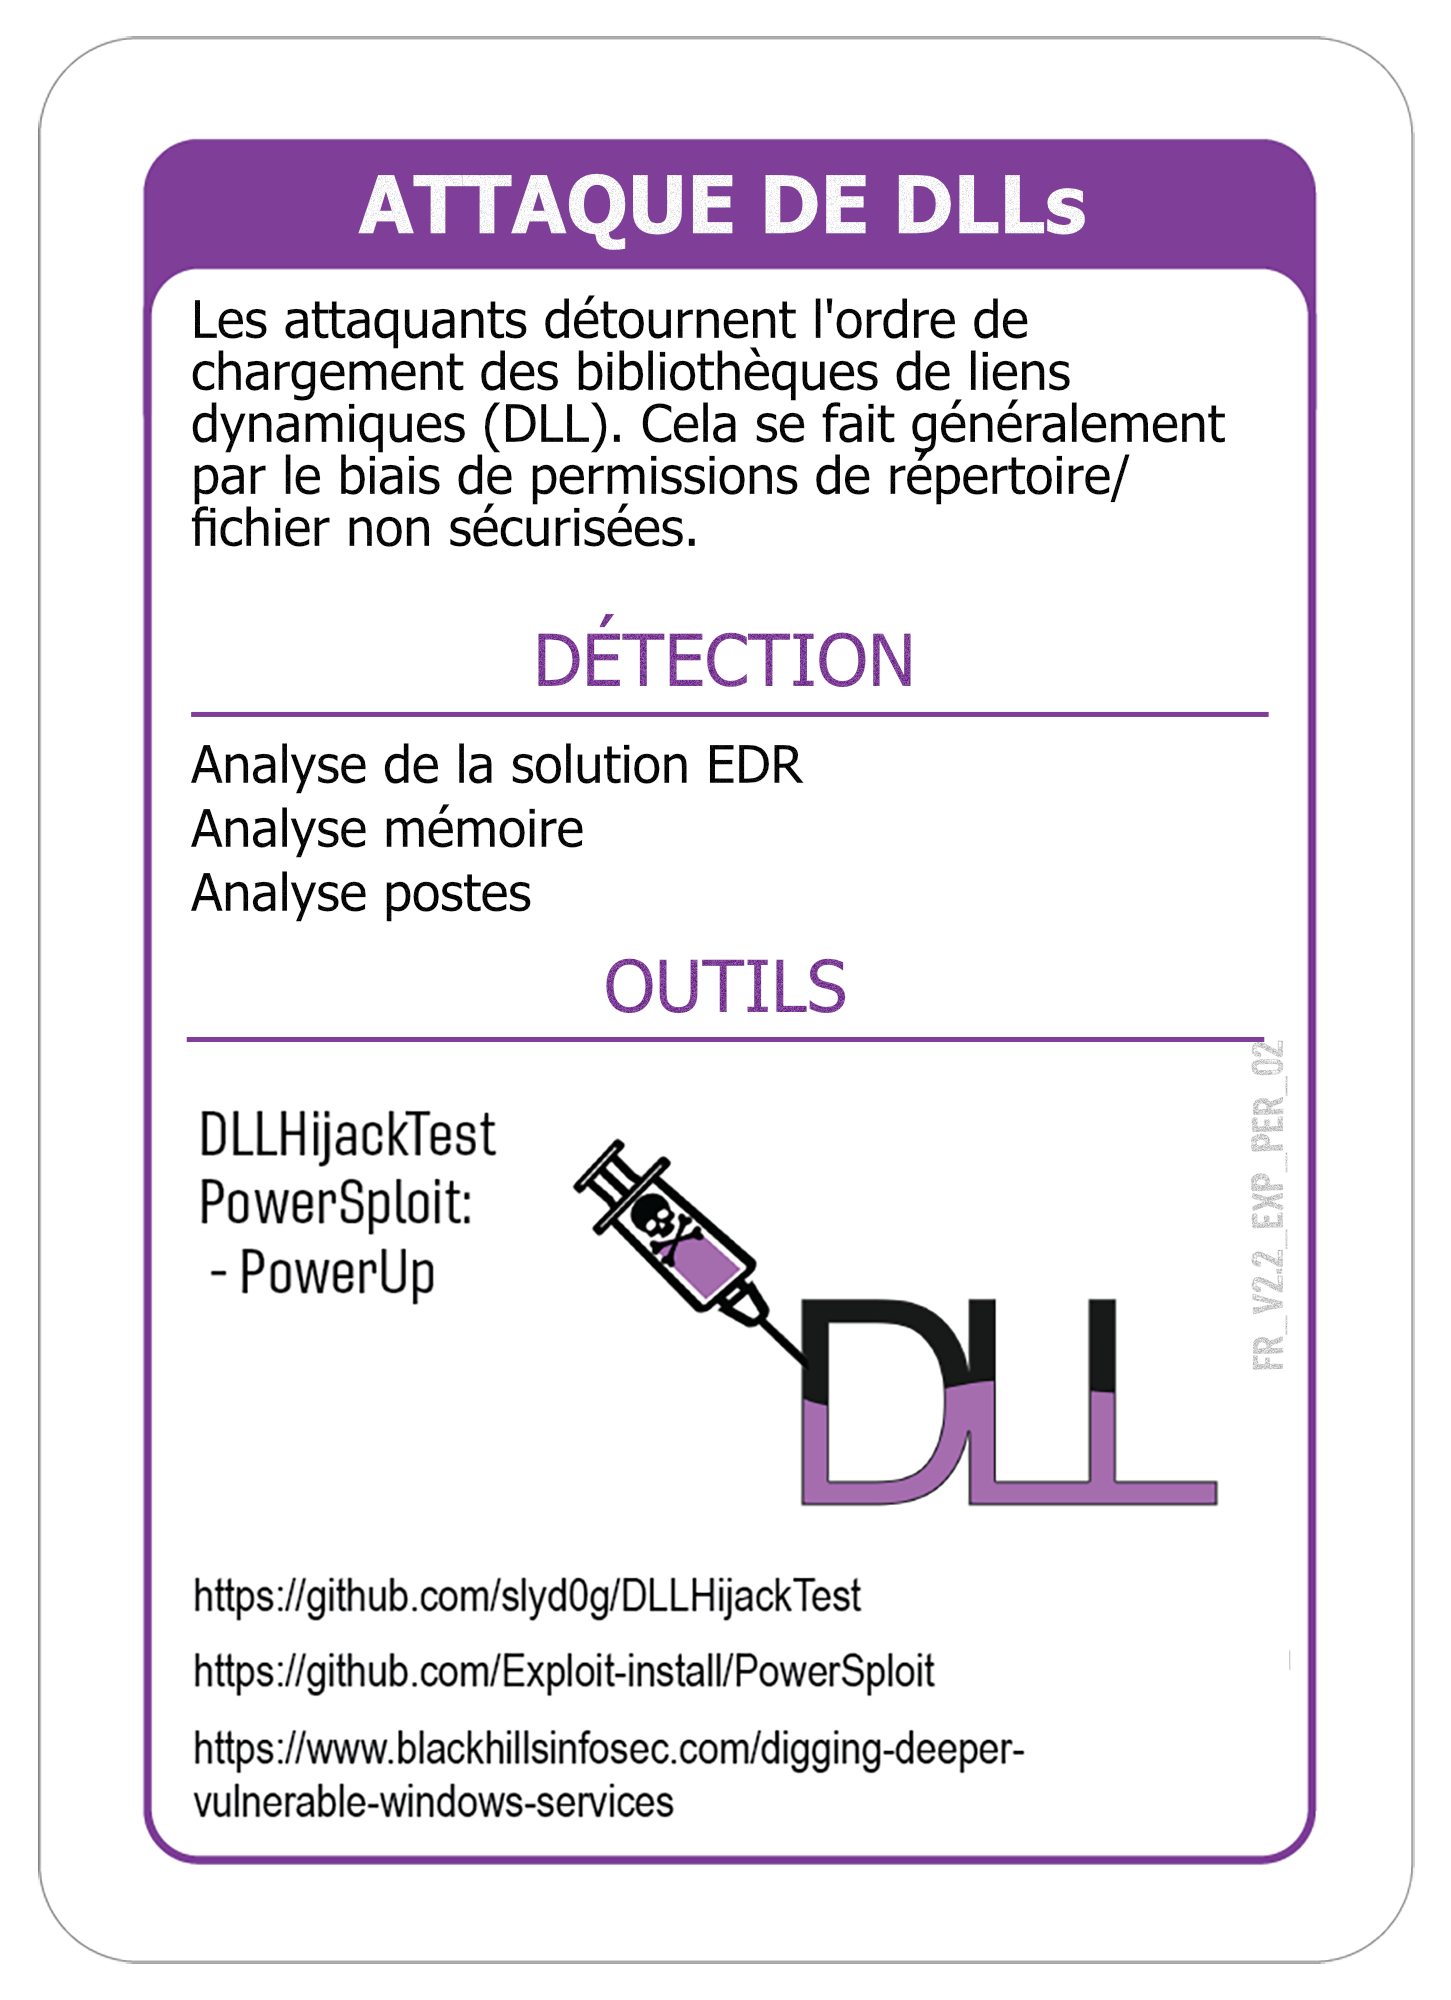 ATTAQUE DE DLLs
Les attaquants détournent l'ordre de
chargement des bibliothèques de liens
dynamiques (DLL). Cela se fait généralement
par le biais de permissions de répertoire/
fichier non sécurisées.
DÉTECTION
Analyse de la solution EDR
Analyse mémoire
Analyse postes
OUTILS
DLLHijackTest
PowerSploit:
- PowerUp
DLL
FR_V2.2_EXP_PER_02
https://github.com/slyd0g/DLLHijackTest
https://github.com/Exploit-install/PowerSploit
https://www.blackhillsinfosec.com/digging-deeper-
vulnerable-windows-services